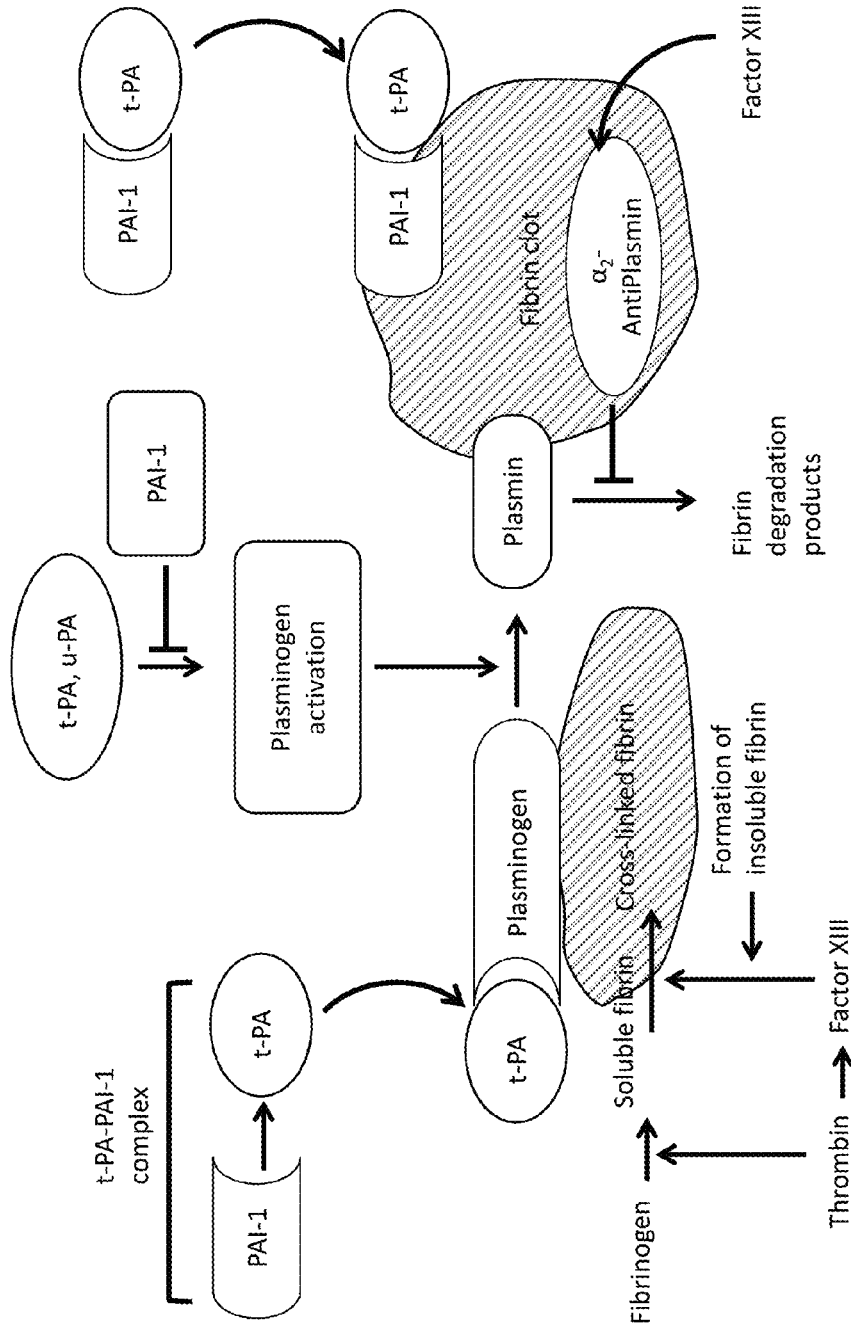 t-PA-PAI-1
complex
PAI-1
t-PA
t-PA, u-PA
PAI-1
Plasminogen
activation
PAI-1
t-PA
t-PA
Plasminogen
Plasmin
PAI-1
t-PA
Fibrin clot
α₂-
AntiPlasmin
Fibrinogen
Soluble fibrin
Cross-linked fibrin
Formation of
insoluble fibrin
Fibrin
degradation
products
Thrombin
Factor XIII
Factor XIII